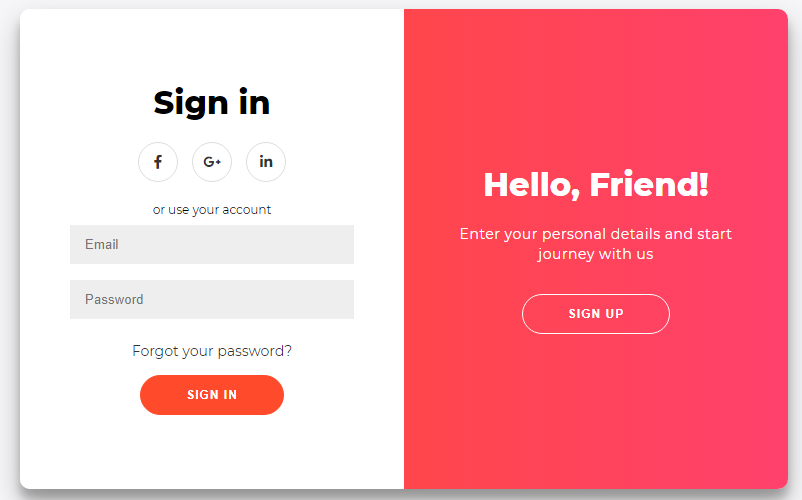 Sign in
f
G+
in
or use your account
Email
Password
Forgot your password?
SIGN IN
Hello, Friend!
Enter your personal details and start
journey with us
SIGN UP